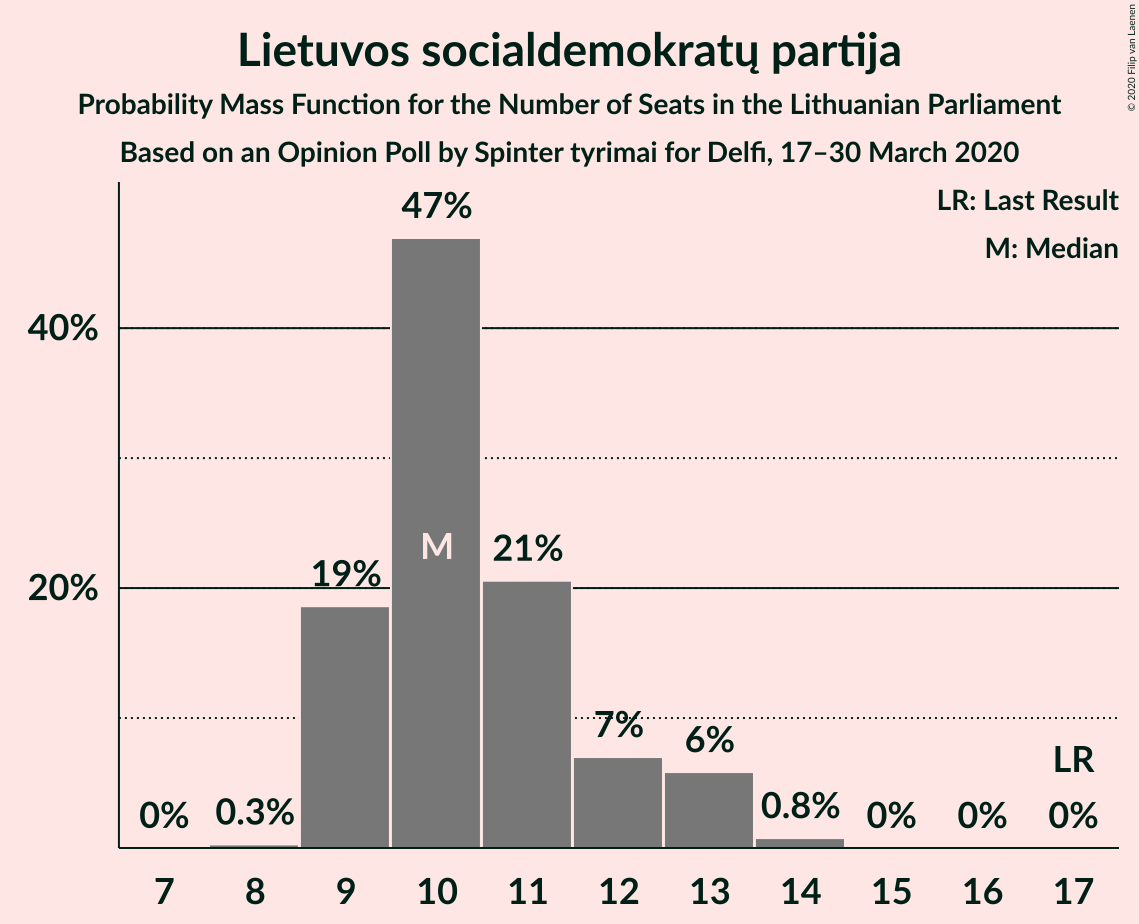 Lietuvos socialdemokratų partija
Probability Mass Function for the Number of Seats in the Lithuanian Parliament
Based on an Opinion Poll by Spinter tyrimai for Delfi, 17–30 March 2020
© 2020 Filip van Laenen
LR: Last Result
M: Median
40%
20%
0%
0.3%
19%
47%
M
21%
7%
6%
0.8%
0%
0%
LR
0%
7 8 9 10 11 12 13 14 15 16 17